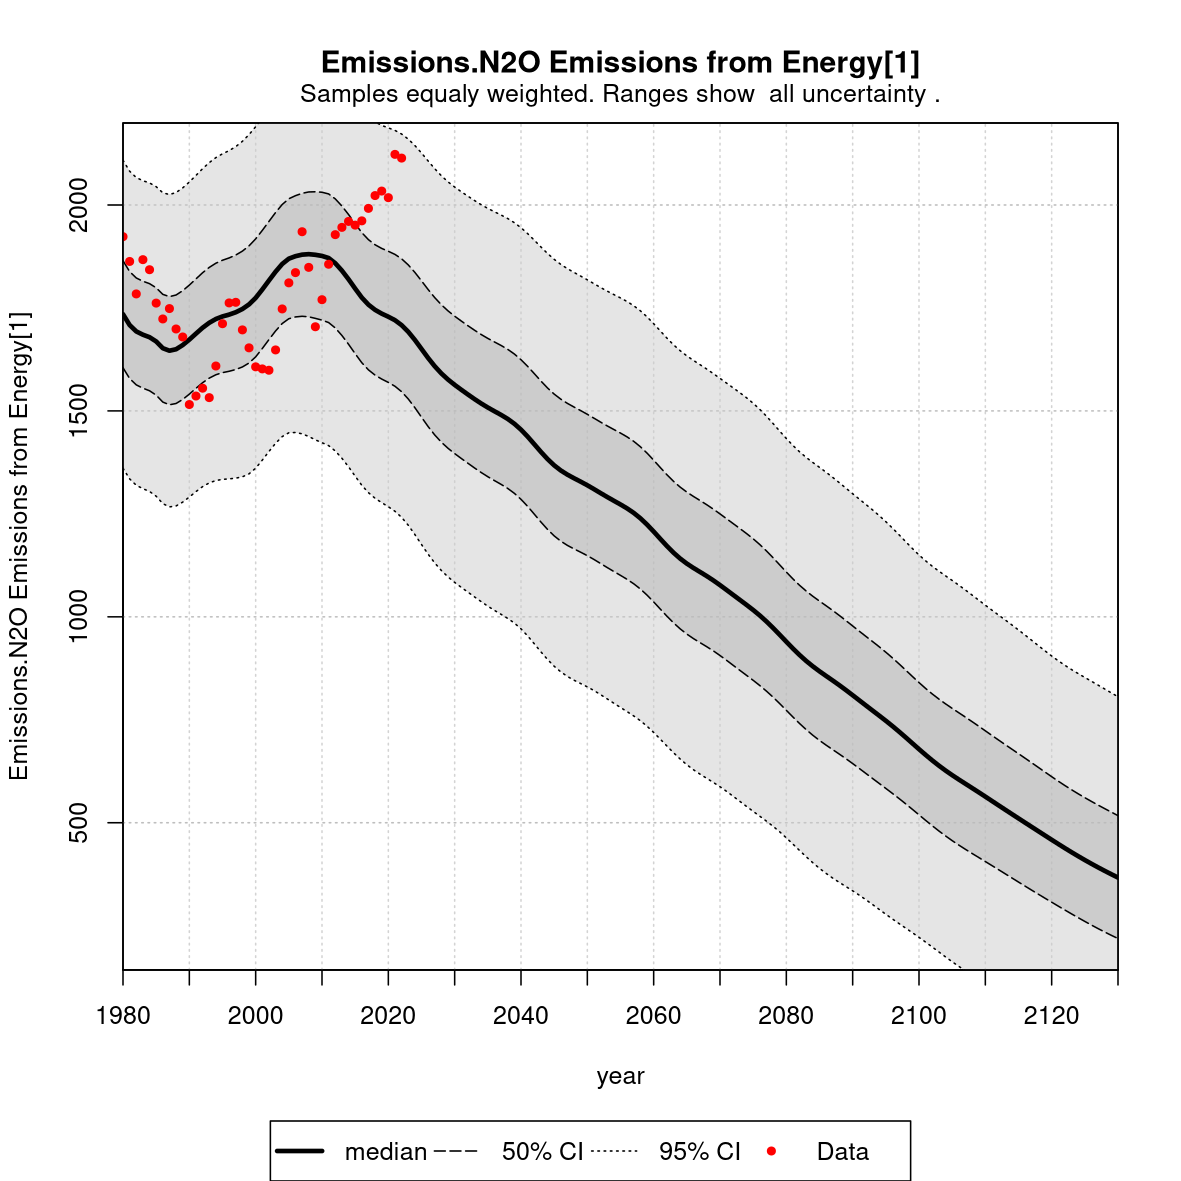 Emissions.N2O Emissions from Energy[1]
Samples equaly weighted. Ranges show  all uncertainty .
Emissions.N2O Emissions from Energy[1]
2000
1500
1000
500
1980 2000 2020 2040 2060 2080 2100 2120
year
median 50% CI 95% CI Data